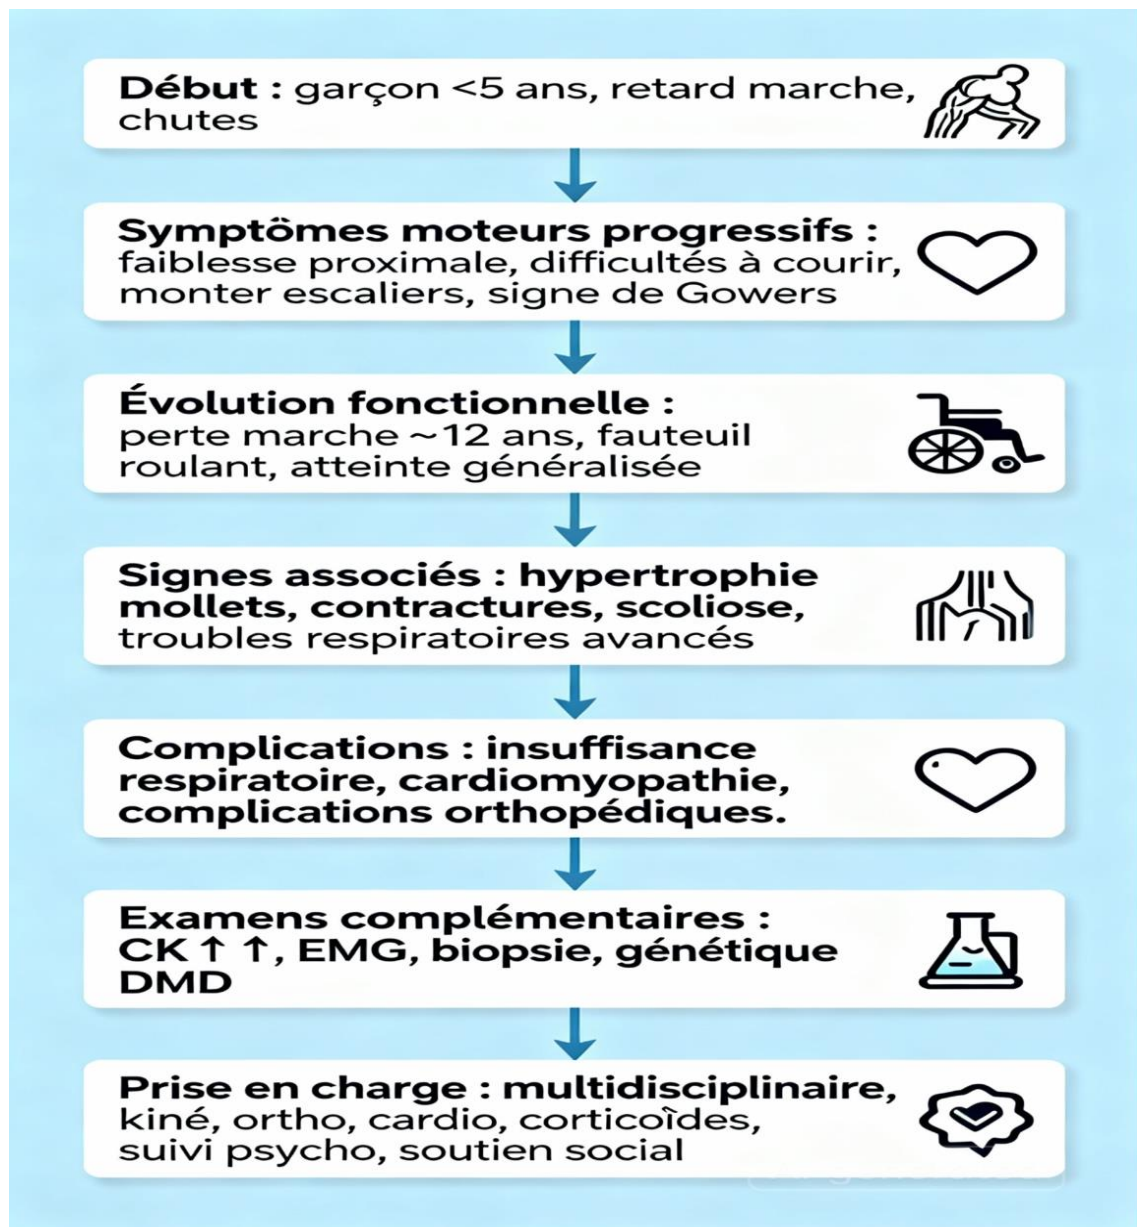 Début : garçon <5 ans, retard marche,
chutes
Symptömes moteurs progressifs :
faiblesse proximale, difficultés à courir,
monter escaliers, signe de Gowers
Évolution fonctionnelle :
perte marche ~12 ans, fauteuil
roulant, atteinte généralisée
Signes associés : hypertrophie
mollets, contractures, scoliose,
troubles respiratoires avancés
Complications : insuffisance
respiratoire, cardiomyopathie,
complications orthopédiques.
Examens complémentaires :
CK ↑ ↑, EMG, biopsie, génétique
DMD
Prise en charge : multidisciplinaire,
kiné, ortho, cardio, corticoïdes,
suivi psycho, soutien social